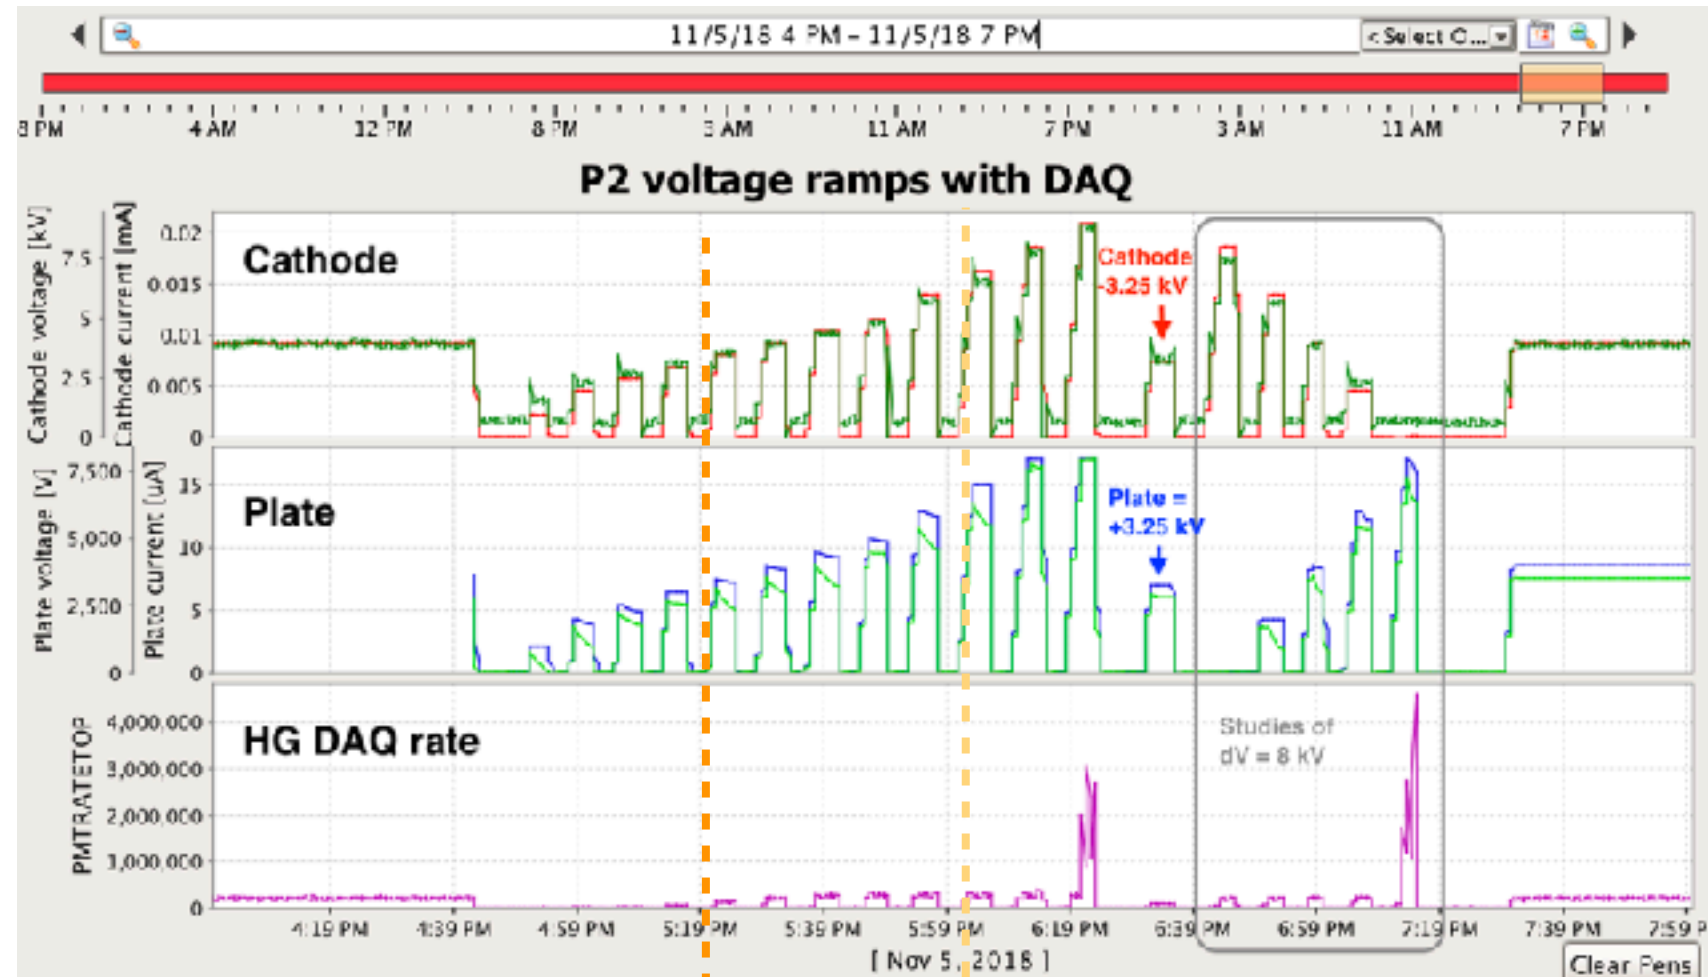 11/5/18 4 PM – 11/5/18 7 PM
< Select C...
8 PM 4 AM 12 PM 8 PM 3 AM 11 AM 7 PM 3 AM 11 AM 7 PM
P2 voltage ramps with DAQ
Cathode voltage [kV]
7.5
5
2.5
0
Cathode current [mA]
0.02
0.015
0.01
0.005
0
Cathode
Cathode
-3.25 kV
Plate voltage [V]
7,500
5,000
2,500
0
Plate current [uA]
15
10
5
0
Plate
Plate =
+3.25 kV
PMTRATETOP
4,000,000
3,000,000
2,000,000
1,000,000
0
HG DAQ rate
Studies of
dV = 8 kV
4:19 PM 4:39 PM 4:59 PM 5:19 PM 5:39 PM 5:59 PM 6:19 PM 6:39 PM 6:59 PM 7:19 PM 7:39 PM 7:59 P
[ Nov 5, 2018 ]
Clear Pens